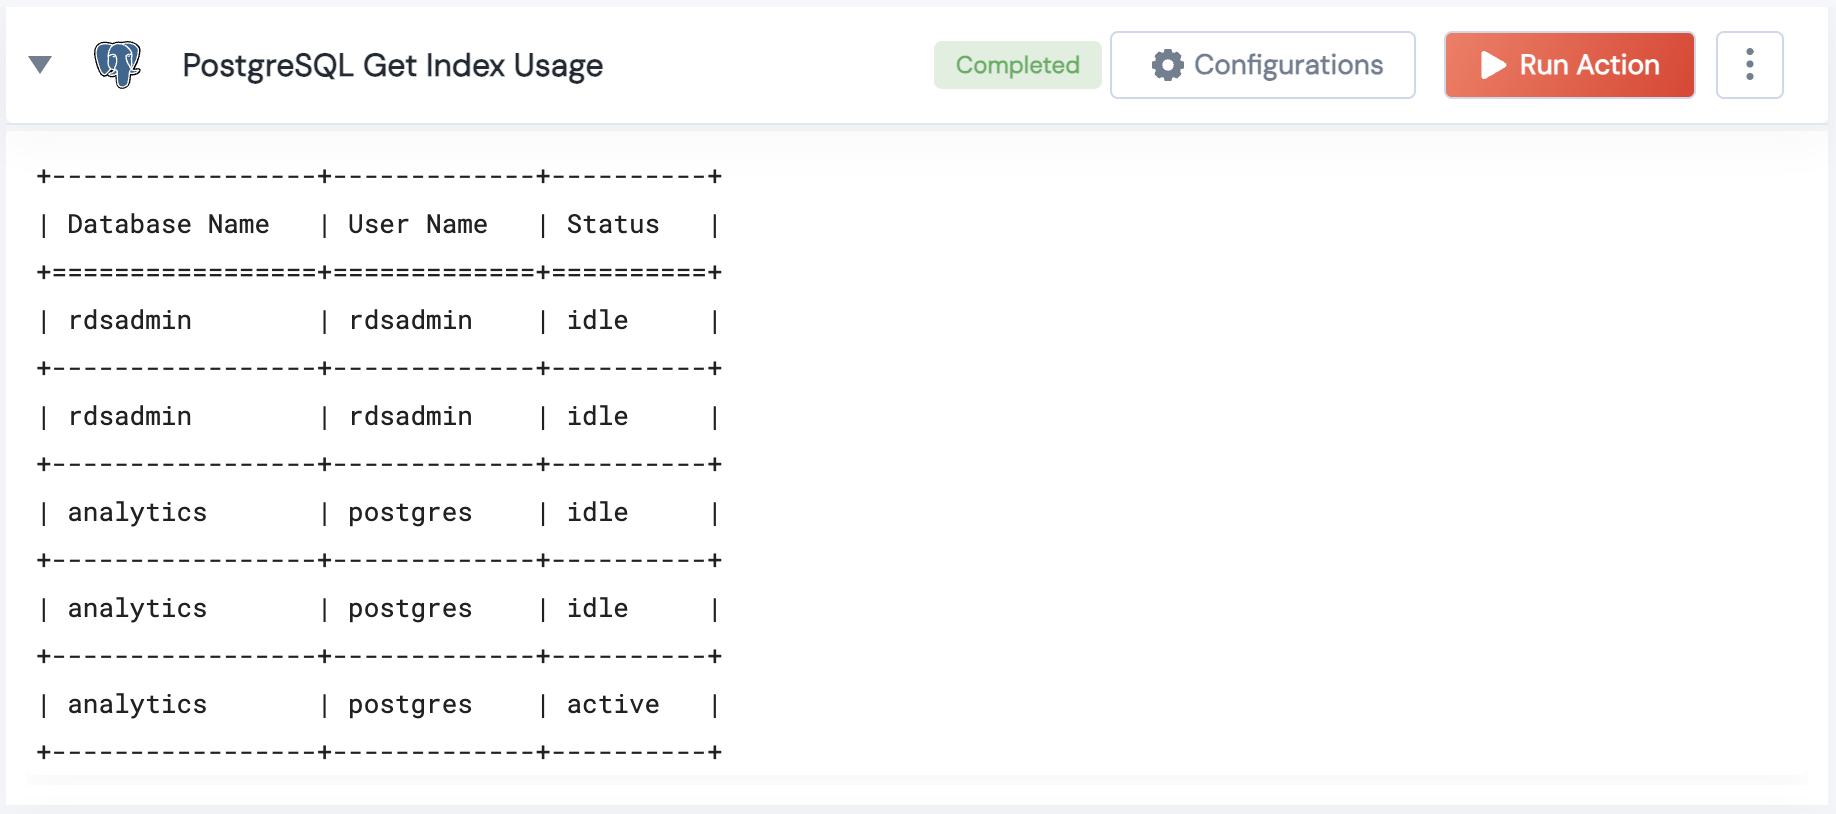 PostgreSQL Get Index Usage Completed Configurations Run Action
+-----------------+-------------+----------+
| Database Name   | User Name   | Status   |
+=================+=============+==========+
| rdsadmin        | rdsadmin    | idle     |
+-----------------+-------------+----------+
| rdsadmin        | rdsadmin    | idle     |
+-----------------+-------------+----------+
| analytics       | postgres    | idle     |
+-----------------+-------------+----------+
| analytics       | postgres    | idle     |
+-----------------+-------------+----------+
| analytics       | postgres    | active   |
+-----------------+-------------+----------+